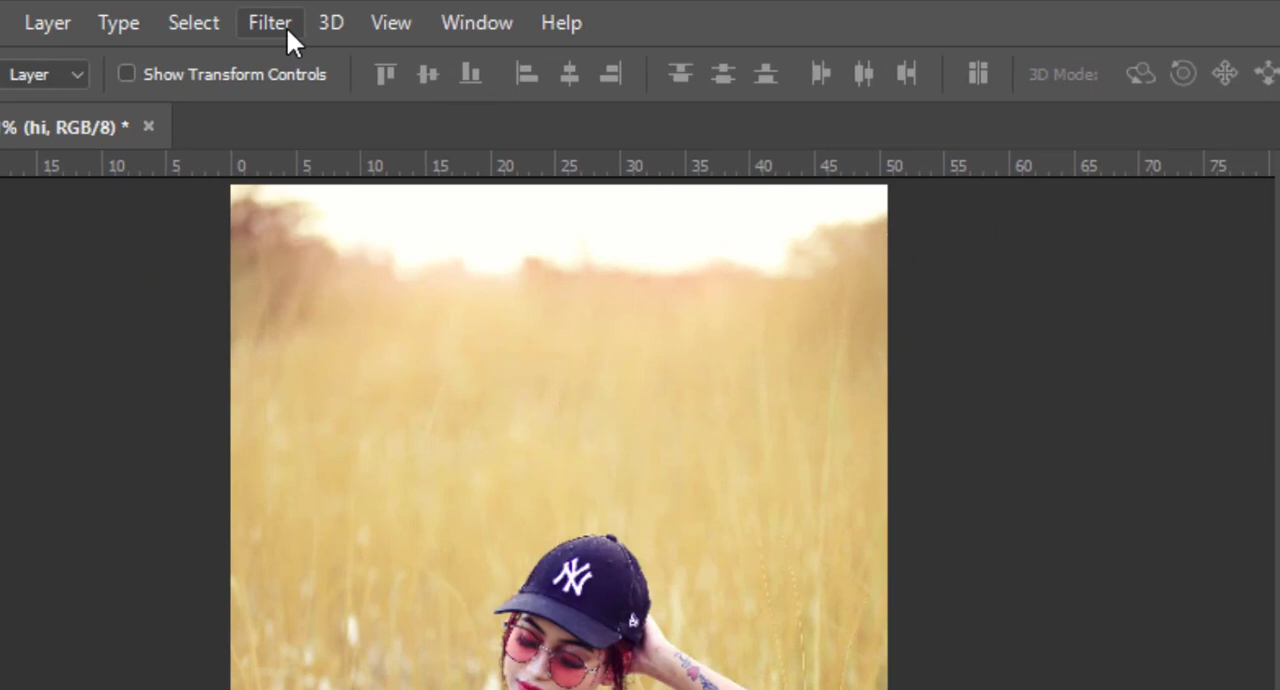 Layer Type Select Filter 3D View Window Help
Layer Show Transform Controls 3D Mode:
% (hi, RGB/8) * ×
15 10 5 0 5 10 15 20 25 30 35 40 45 50 55 60 65 70 75
NY